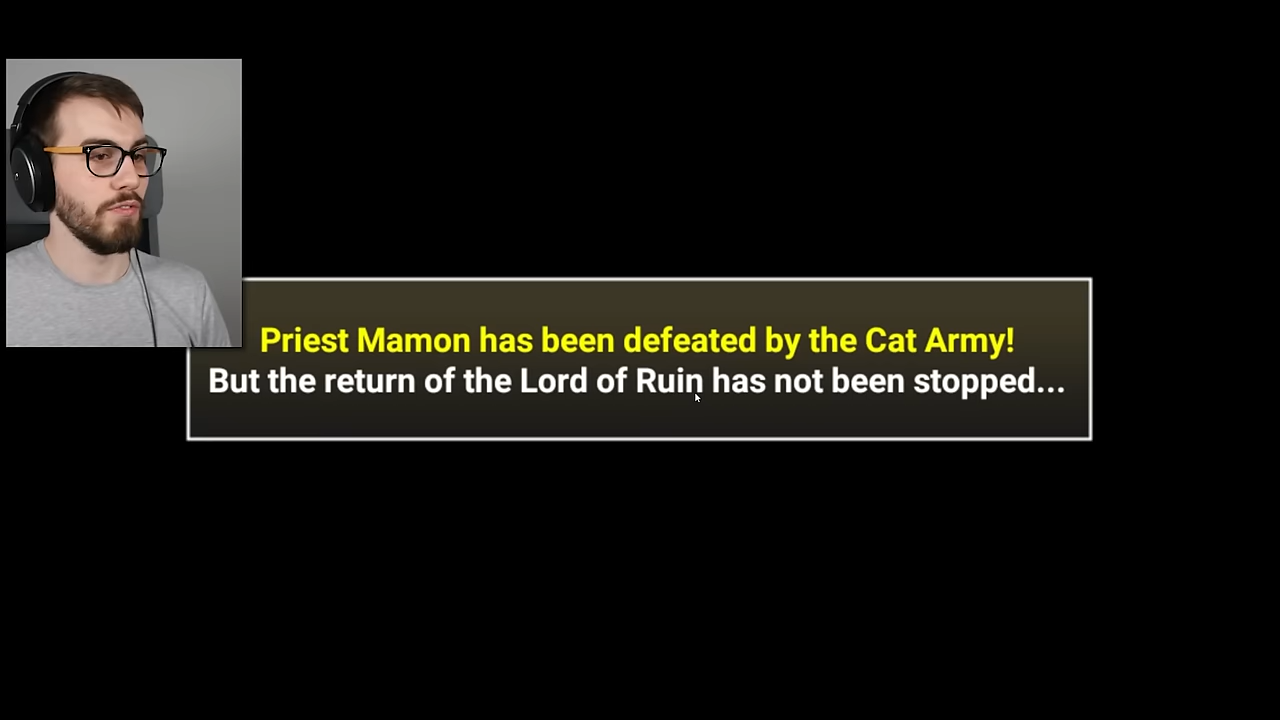 Priest Mamon has been defeated by the Cat Army!
But the return of the Lord of Ruin has not been stopped...